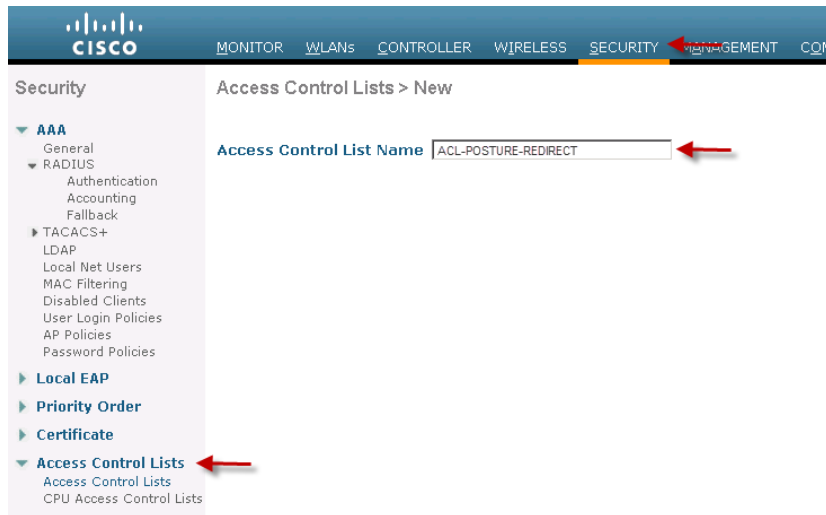 CISCO
MONITOR WLANs CONTROLLER WIRELESS SECURITY MANAGEMENT
Security
Access Control Lists > New
AAA
General
RADIUS
Authentication
Accounting
Fallback
TACACS+
LDAP
Local Net Users
MAC Filtering
Disabled Clients
User Login Policies
AP Policies
Password Policies
Local EAP
Priority Order
Certificate
Access Control Lists
Access Control Lists
CPU Access Control Lists
Access Control List Name ACL-POSTURE-REDIRECT